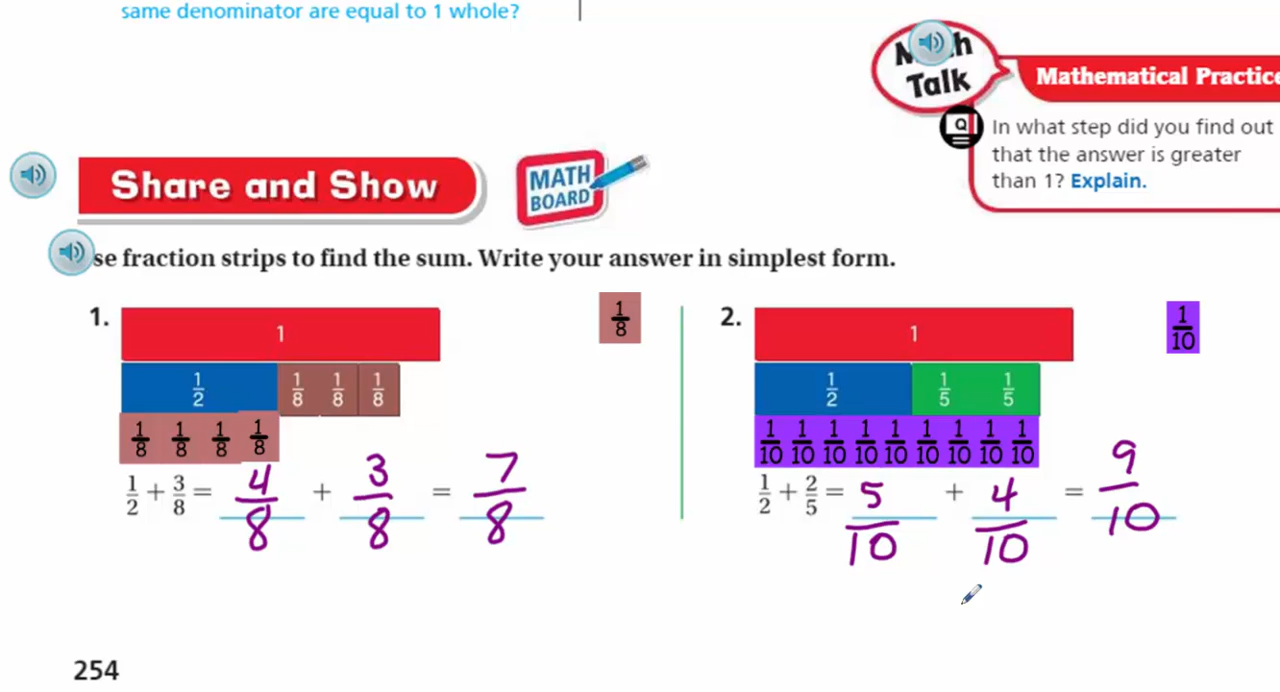 same denominator are equal to 1 whole?
M h
Talk
Mathematical Practice
Q
In what step did you find out
that the answer is greater
than 1? Explain.
Share and Show
MATH
BOARD
se fraction strips to find the sum. Write your answer in simplest form.
1.
1
1/8
1/2 1/8 1/8 1/8
1/8 1/8 1/8 1/8
1/2 + 3/8 = 4/8 + 3/8 = 7/8
2.
1
1/10
1/2 1/5 1/5
1/10 1/10 1/10 1/10 1/10 1/10 1/10 1/10 1/10
1/2 + 2/5 = 5/10 + 4/10 = 9/10
254